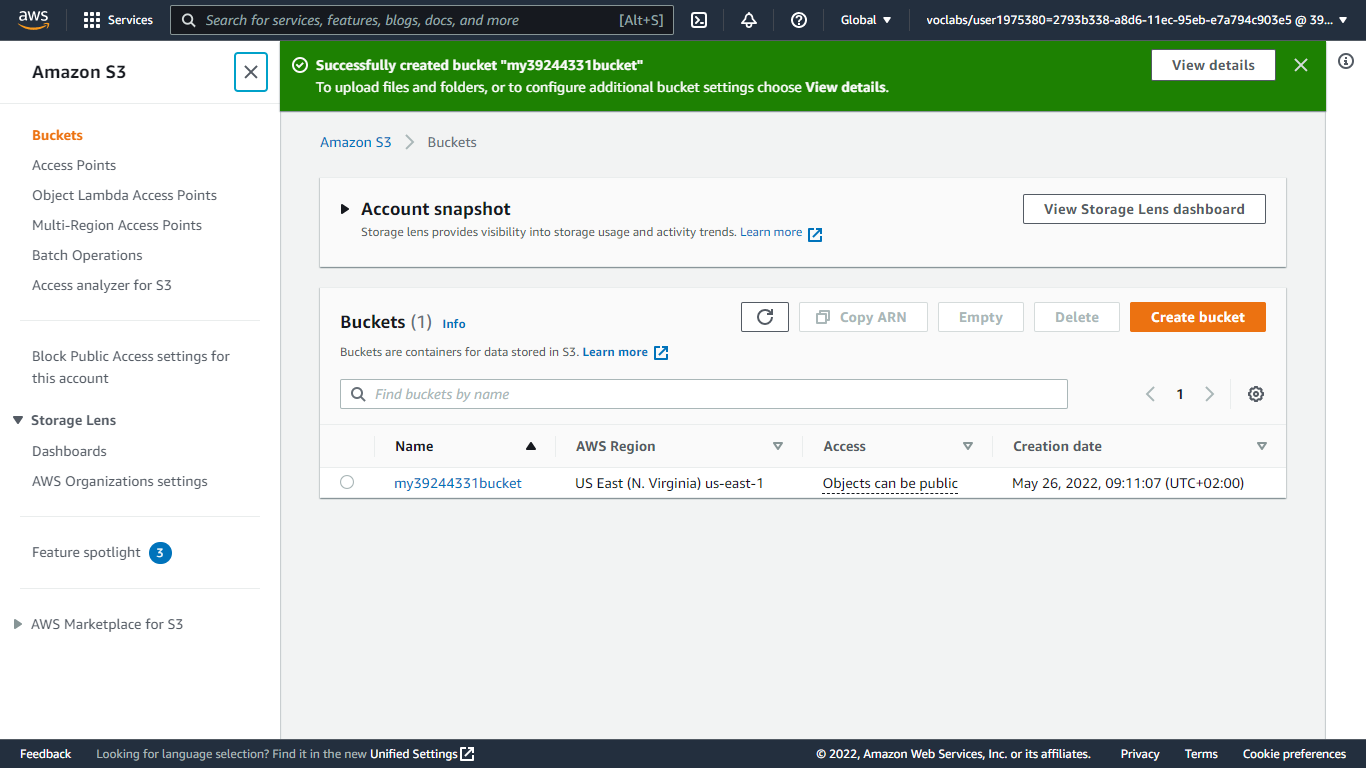 aws
Services
Search for services, features, blogs, docs, and more
[Alt+S]
Global
voclabs/user1975380=2793b338-a8d6-11ec-95eb-e7a794c903e5 @ 39...
Amazon S3
Buckets
Access Points
Object Lambda Access Points
Multi-Region Access Points
Batch Operations
Access analyzer for S3
Block Public Access settings for
this account
Storage Lens
Dashboards
AWS Organizations settings
Feature spotlight 3
AWS Marketplace for S3
Successfully created bucket "my39244331bucket"
To upload files and folders, or to configure additional bucket settings choose View details.
View details
Amazon S3 Buckets
Account snapshot
Storage lens provides visibility into storage usage and activity trends. Learn more
View Storage Lens dashboard
Buckets (1) Info
Copy ARN
Empty
Delete
Create bucket
Buckets are containers for data stored in S3. Learn more
Find buckets by name
1
Name AWS Region Access Creation date
my39244331bucket US East (N. Virginia) us-east-1 Objects can be public May 26, 2022, 09:11:07 (UTC+02:00)
Feedback Looking for language selection? Find it in the new Unified Settings
© 2022, Amazon Web Services, Inc. or its affiliates. Privacy Terms Cookie preferences